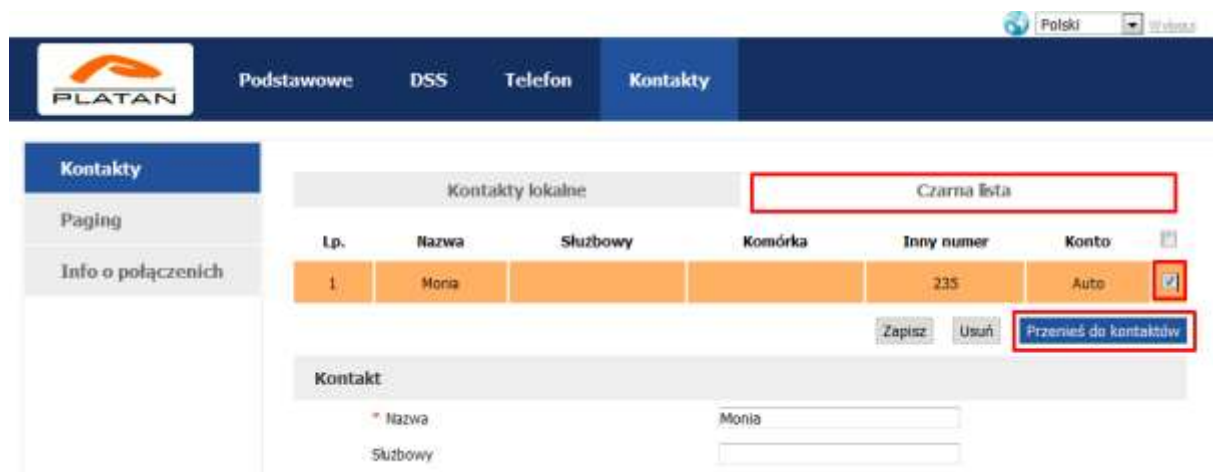 Polski
PLATAN
Podstawowe DSS Telefon Kontakty
Kontakty
Paging
Info o połączenich
Kontakty lokalne Czarna lista
Lp. Nazwa Służbowy Komórka Inny numer Konto
1 Monia 235 Auto
Zapisz Usuń Przenieś do kontaktów
Kontakt
* Nazwa Monia
Służbowy